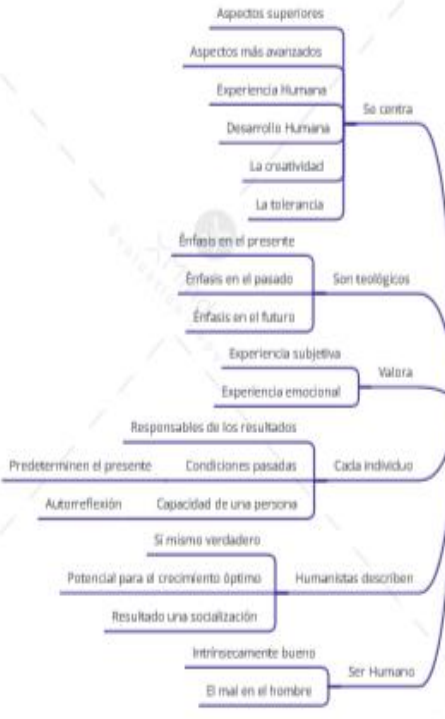 Aspectos superiores
Aspectos más avanzados
Experiencia Humana
Desarrollo Humana
La creatividad
La tolerancia
Se centra
Énfasis en el presente
Énfasis en el pasado
Énfasis en el futuro
Son teológicos
Experiencia subjetiva
Experiencia emocional
Valora
Responsables de los resultados
Predeterminen el presente Condiciones pasadas
Autorreflexión Capacidad de una persona
Cada individuo
Sí mismo verdadero
Potencial para el crecimiento óptimo
Resultado una socialización
Humanistas describen
Intrínsecamente bueno
El mal en el hombre
Ser Humano